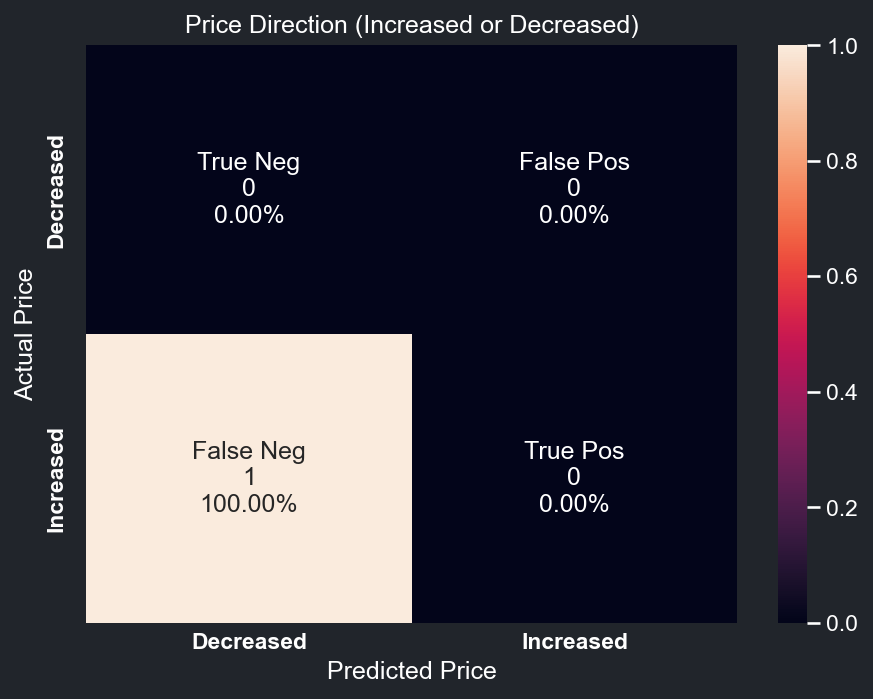 Price Direction (Increased or Decreased)
Actual Price
Decreased
True Neg
0
0.00%
False Pos
0
0.00%
Increased
False Neg
1
100.00%
True Pos
0
0.00%
Decreased
Increased
Predicted Price
1.0
0.8
0.6
0.4
0.2
0.0